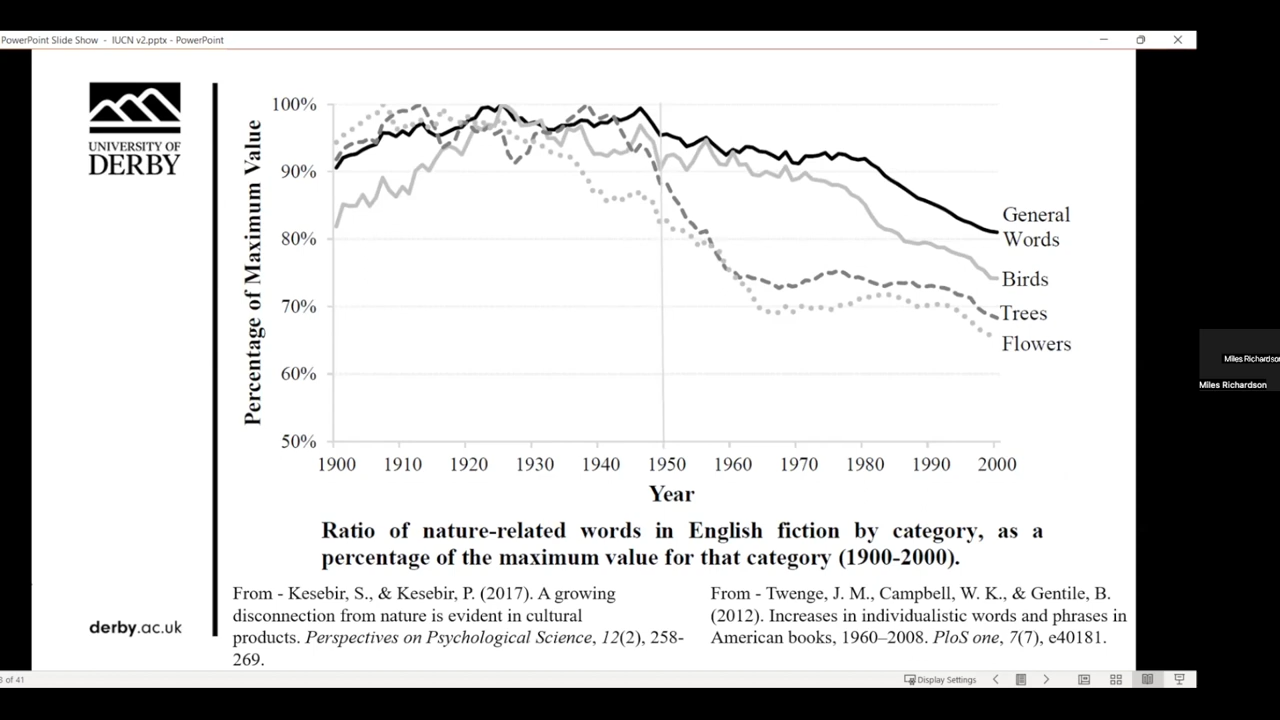 PowerPoint Slide Show - IUCN v2.pptx - PowerPoint
UNIVERSITY OF
DERBY
Percentage of Maximum Value
100%
90%
80%
70%
60%
50%
1900 1910 1920 1930 1940 1950 1960 1970 1980 1990 2000
Year
General
Words
Birds
Trees
Flowers
Ratio of nature-related words in English fiction by category, as a
percentage of the maximum value for that category (1900-2000).
From - Kesebir, S., & Kesebir, P. (2017). A growing
disconnection from nature is evident in cultural
products. Perspectives on Psychological Science, 12(2), 258-
269.
From - Twenge, J. M., Campbell, W. K., & Gentile, B.
(2012). Increases in individualistic words and phrases in
American books, 1960–2008. PloS one, 7(7), e40181.
derby.ac.uk
Miles Richardso
Miles Richardson
of 41
Display Settings